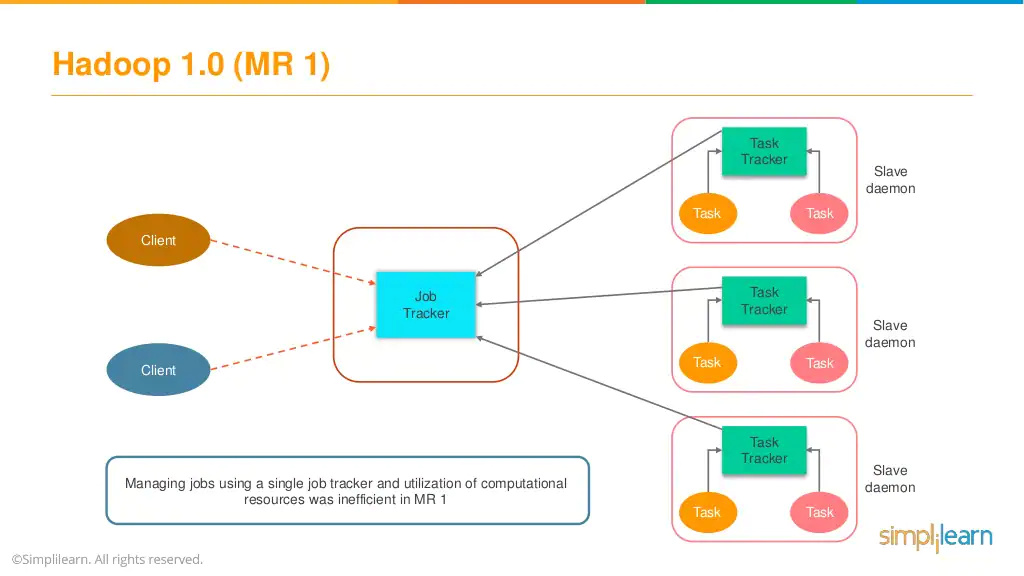 Hadoop 1.0 (MR 1)
Client
Client
Job
Tracker
Task
Tracker
Task
Task
Slave
daemon
Task
Tracker
Task
Task
Slave
daemon
Task
Tracker
Task
Task
Slave
daemon
Managing jobs using a single job tracker and utilization of computational
resources was inefficient in MR 1
simplilearn
©Simplilearn. All rights reserved.